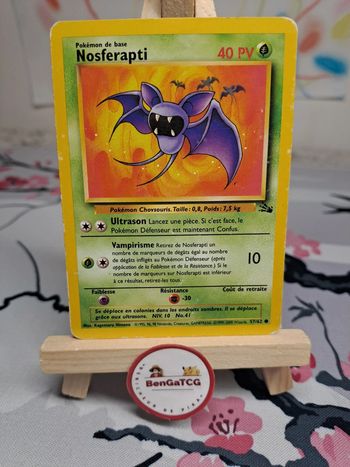 Pokémon de base
Nosferapti
40 PV
Pokémon Chovsouris. Taille: 0,8, Poids: 7,5 kg
Ultrason Lancez une pièce. Si c'est face, le
Pokémon Défenseur est maintenant Confus.
Vampirisme Retirez de Nosferapti un
nombre de marqueurs de dégâts égal au nombre
de dégâts infligés au Pokémon Défenseur (après
application de la Faiblesse et de la Résistance). Si le
nombre de marqueurs sur Nosferapti est inférieur
à ce résultat, retirez-les tous.
10
Faiblesse
Résistance
Coût de retraite
-30
Se déplace en colonies dans les endroits sombres. Il se déplace
grâce aux ultrasons. NIV. 10 No. 41
57/62
BenGaTCG